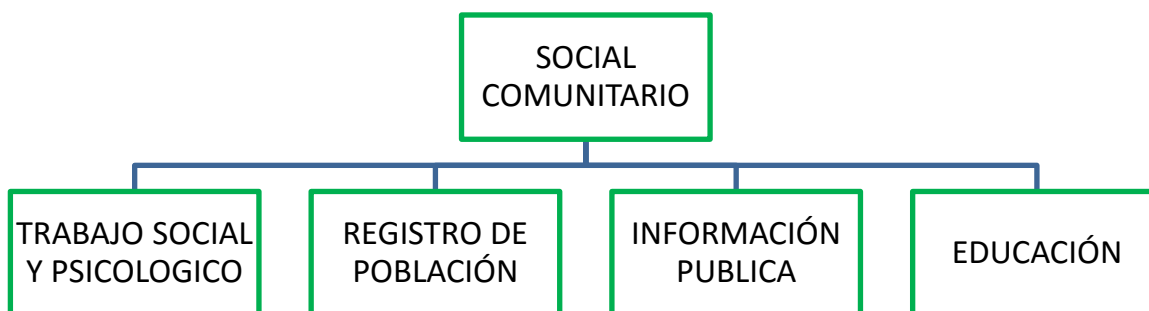 SOCIAL
COMUNITARIO
TRABAJO SOCIAL
Y PSICOLOGICO
REGISTRO DE
POBLACIÓN
INFORMACIÓN
PUBLICA
EDUCACIÓN